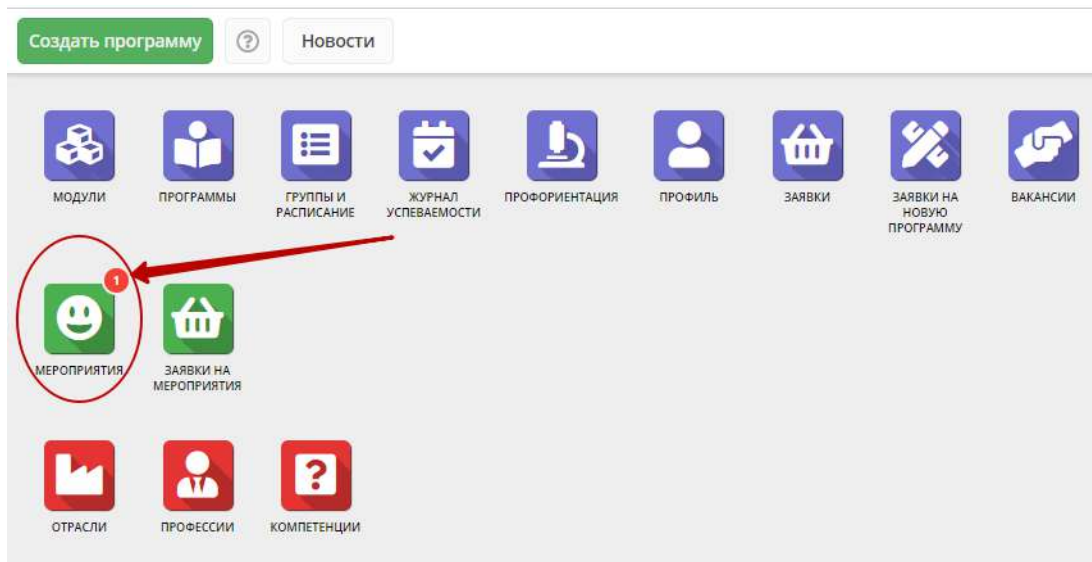 Создать программу
?
Новости
МОДУЛИ
ПРОГРАММЫ
ГРУППЫ И
РАСПИСАНИЕ
ЖУРНАЛ
УСПЕВАЕМОСТИ
ПРОФОРИЕНТАЦИЯ
ПРОФИЛЬ
ЗАЯВКИ
ЗАЯВКИ НА
НОВУЮ
ПРОГРАММУ
ВАКАНСИИ
1
МЕРОПРИЯТИЯ
ЗАЯВКИ НА
МЕРОПРИЯТИЯ
?
ОТРАСЛИ
ПРОФЕССИИ
КОМПЕТЕНЦИИ